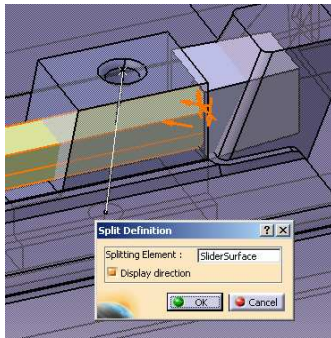 Split Definition
Splitting Element : SliderSurface
Display direction
OK Cancel